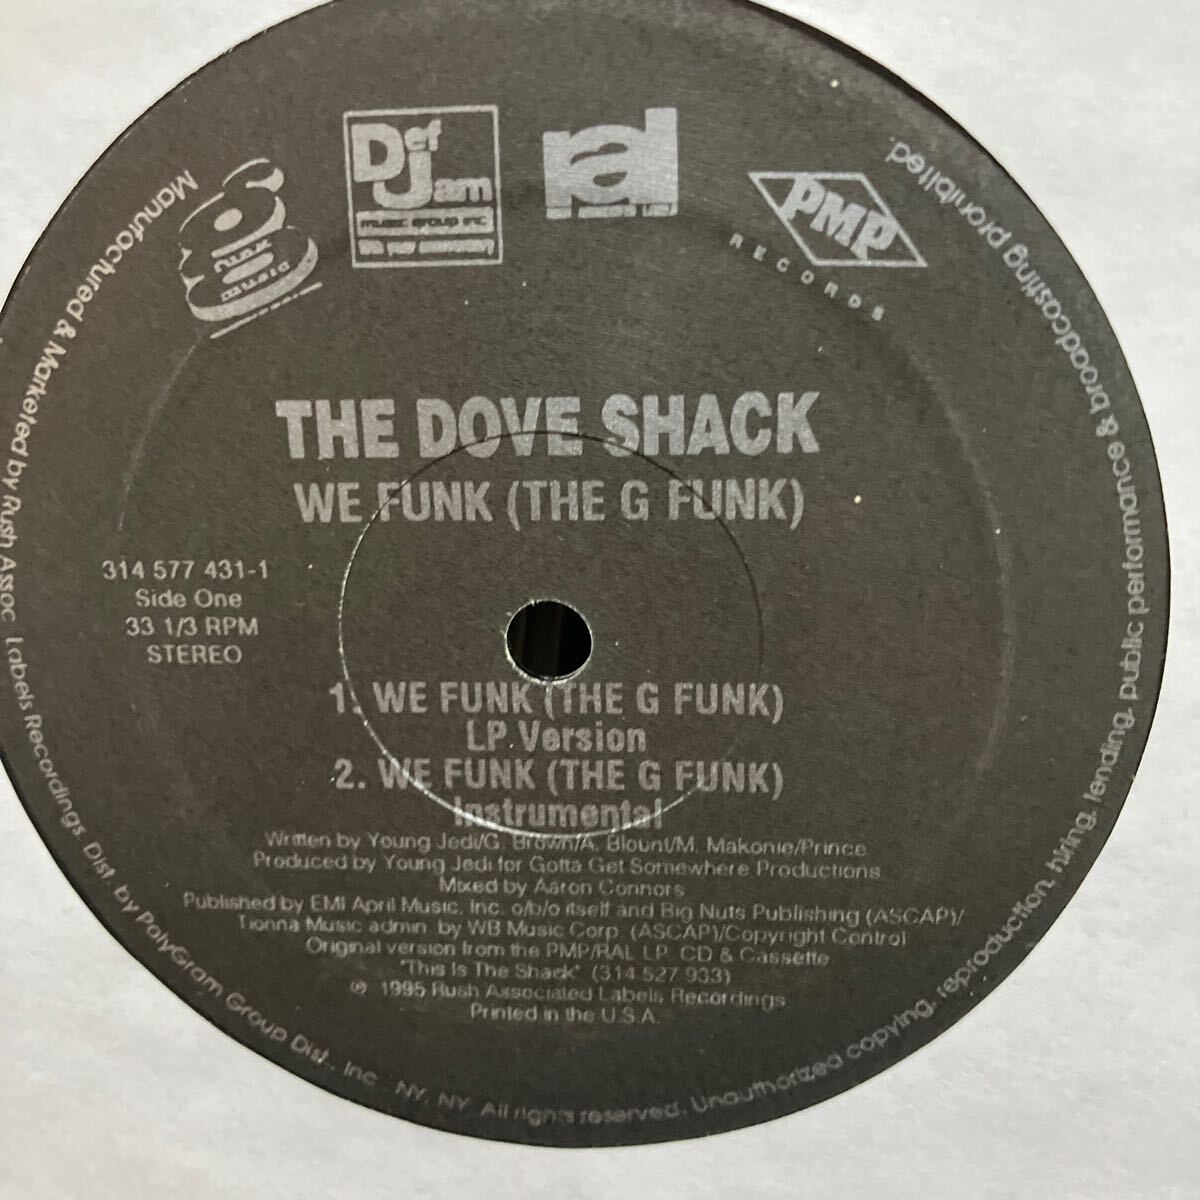 Def Jam
music group inc
ral
PMP
RECORDS
THE DOVE SHACK
WE FUNK (THE G FUNK)
314 577 431-1
Side One
33 1/3 RPM
STEREO
1. WE FUNK (THE G FUNK)
LP Version
2. WE FUNK (THE G FUNK)
Instrumental
Written by Young Jedi/G. Brown/A. Blount/M. Makonie/Prince
Produced by Young Jedi for Gotta Get Somewhere Productions
Mixed by Aaron Connors
Published by EMI April Music, Inc. o/b/o itself and Big Nuts Publishing (ASCAP)/
Tionna Music admin. by WB Music Corp. (ASCAP)/Copyright Control
Original version from the PMP/RAL LP, CD & Cassette
"This Is The Shack" (314 527 933)
℗ 1995 Rush Associated Labels Recordings
Printed in the U.S.A.
Manufactured & Marketed by Rush Assoc. Labels Recordings. Dist. by PolyGram Group Dist., Inc. NY, NY. All rights reserved. Unauthorized copying, reproduction, hiring, lending, public performance & broadcasting prohibited.